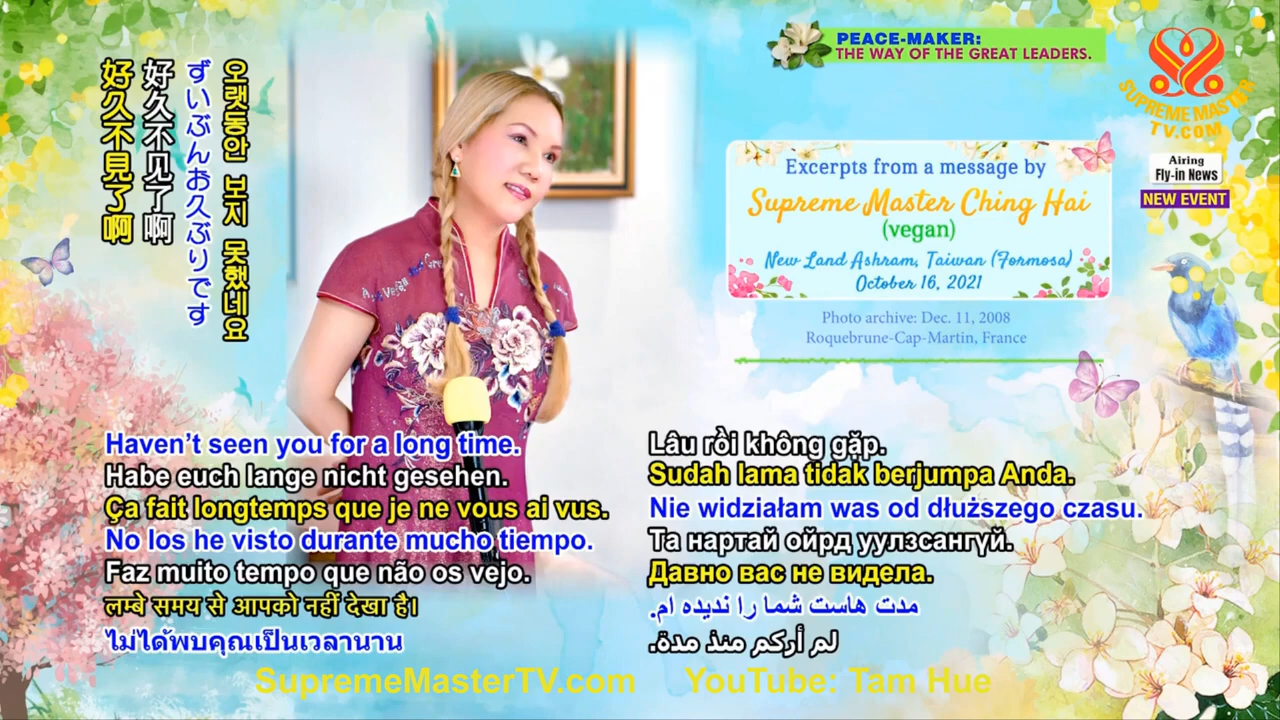 PEACE-MAKER:
THE WAY OF THE GREAT LEADERS.
SUPREME MASTER
TV.COM
Airing
Fly-in News
NEW EVENT
Excerpts from a message by
Supreme Master Ching Hai
(vegan)
New Land Ashram, Taiwan (Formosa)
October 16, 2021
Photo archive: Dec. 11, 2008
Roquebrune-Cap-Martin, France
오랫동안 보지 못했네요
ずいぶんお久ぶりです
好久不见了啊
好久不見了啊
Haven’t seen you for a long time.
Habe euch lange nicht gesehen.
Ça fait longtemps que je ne vous ai vus.
No los he visto durante mucho tiempo.
Faz muito tempo que não os vejo.
लम्बे समय से आपको नहीं देखा है।
ไม่ได้พบคุณเป็นเวลานาน
Lâu rồi không gặp.
Sudah lama tidak berjumpa Anda.
Nie widziałam was od dłuższego czasu.
Та нартай ойрд уулзсангүй.
Давно вас не видела.
مدت هاست شما را ندیده ام.
لم أركم منذ مدة.
SupremeMasterTV.com
YouTube: Tam Hue